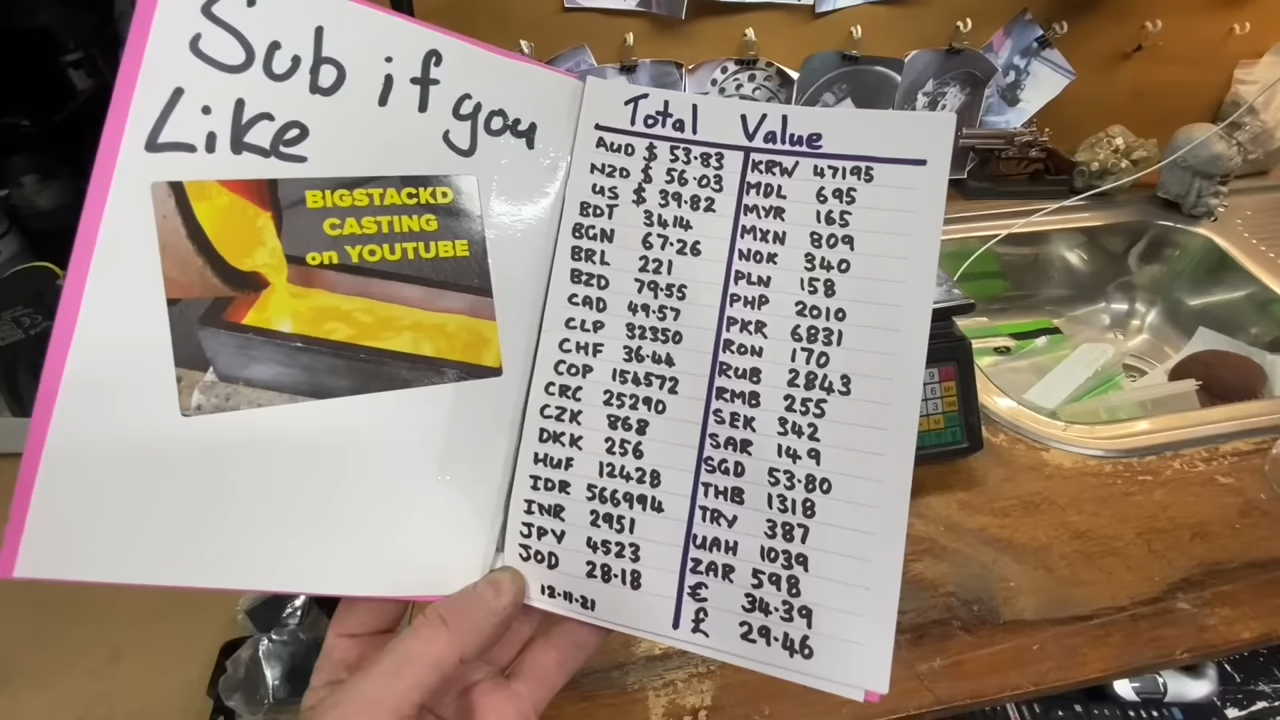 Sub if you
Like
BIGSTACKD
CASTING
on YOUTUBE
Total Value
AUD $ 53.83
NZD $ 56.03
US $ 39.82
BDT 3414
BGN 67.26
BRL 221
BZD 79.55
CAD 49.57
CLP 32350
CHF 36.44
COP 154572
CRC 25290
CZK 868
DKK 256
HUF 12428
IDR 566994
INR 2951
JPY 4523
JOD 28.18
12.11.21
KRW 47195
MDL 695
MYR 165
MXN 809
NOK 340
PLN 158
PHP 2010
PKR 6831
RON 170
RUB 2843
RMB 255
SEK 342
SAR 149
SGD 53.80
THB 1318
TRY 387
UAH 1039
ZAR 598
€ 34.39
£ 29.46
9
6 M+
3